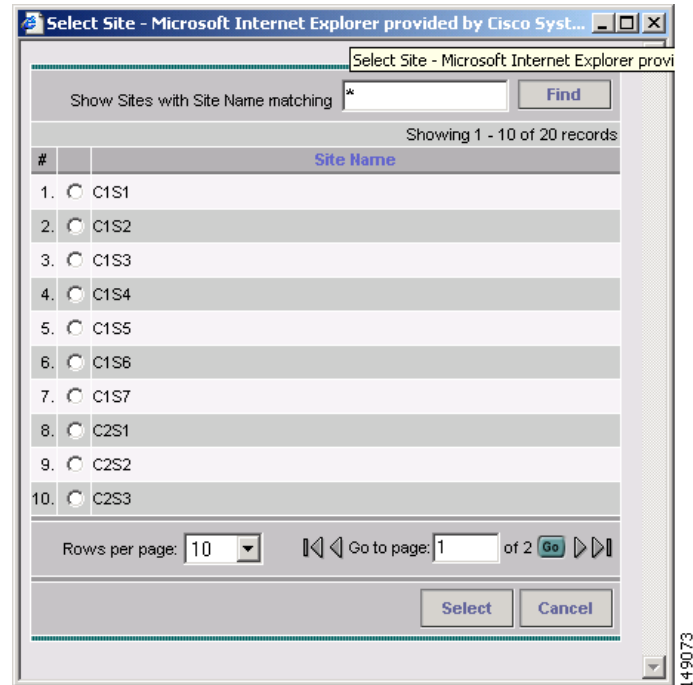 Select Site - Microsoft Internet Explorer provided by Cisco Syst...
Select Site - Microsoft Internet Explorer provi
Show Sites with Site Name matching * Find
Showing 1 - 10 of 20 records
# Site Name
1. C1S1
2. C1S2
3. C1S3
4. C1S4
5. C1S5
6. C1S6
7. C1S7
8. C2S1
9. C2S2
10. C2S3
Rows per page: 10 Go to page: 1 of 2 Go
Select Cancel
149073